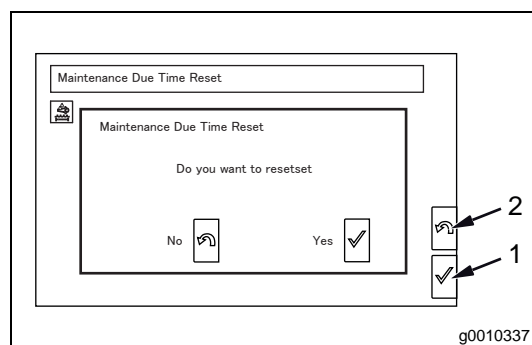 Maintenance Due Time Reset
Maintenance Due Time Reset
Do you want to resetset
No
Yes
2
1
g0010337